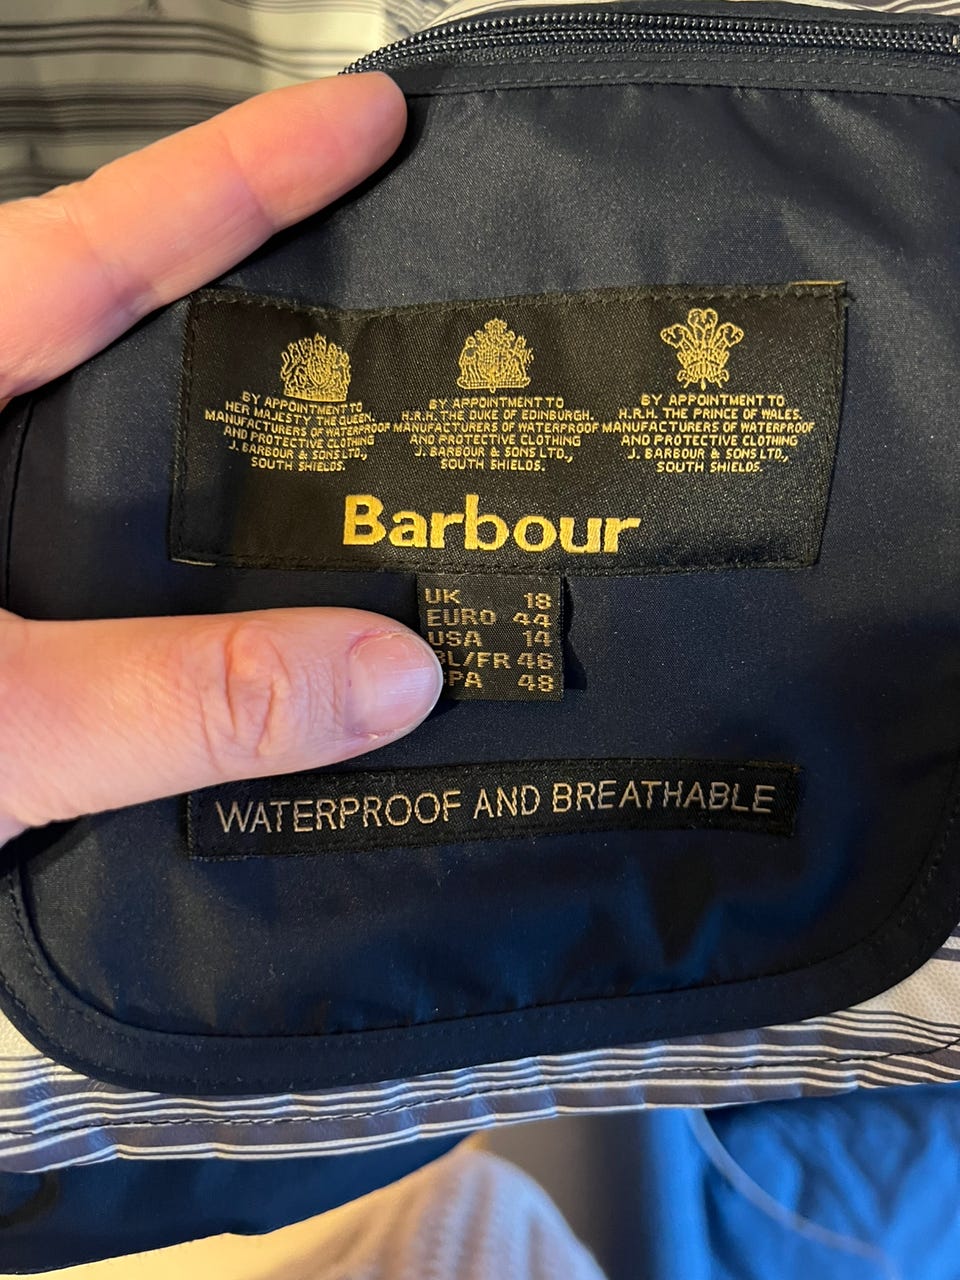 BY APPOINTMENT TO
HER MAJESTY THE QUEEN.
MANUFACTURERS OF WATERPROOF
AND PROTECTIVE CLOTHING
J. BARBOUR & SONS LTD.,
SOUTH SHIELDS.
BY APPOINTMENT TO
H.R.H. THE DUKE OF EDINBURGH.
MANUFACTURERS OF WATERPROOF
AND PROTECTIVE CLOTHING
J. BARBOUR & SONS LTD.,
SOUTH SHIELDS.
BY APPOINTMENT TO
H.R.H. THE PRINCE OF WALES.
MANUFACTURERS OF WATERPROOF
AND PROTECTIVE CLOTHING
J. BARBOUR & SONS LTD.,
SOUTH SHIELDS.
Barbour
UK 18
EURO 44
USA 14
/FR 46
48
WATERPROOF AND BREATHABLE